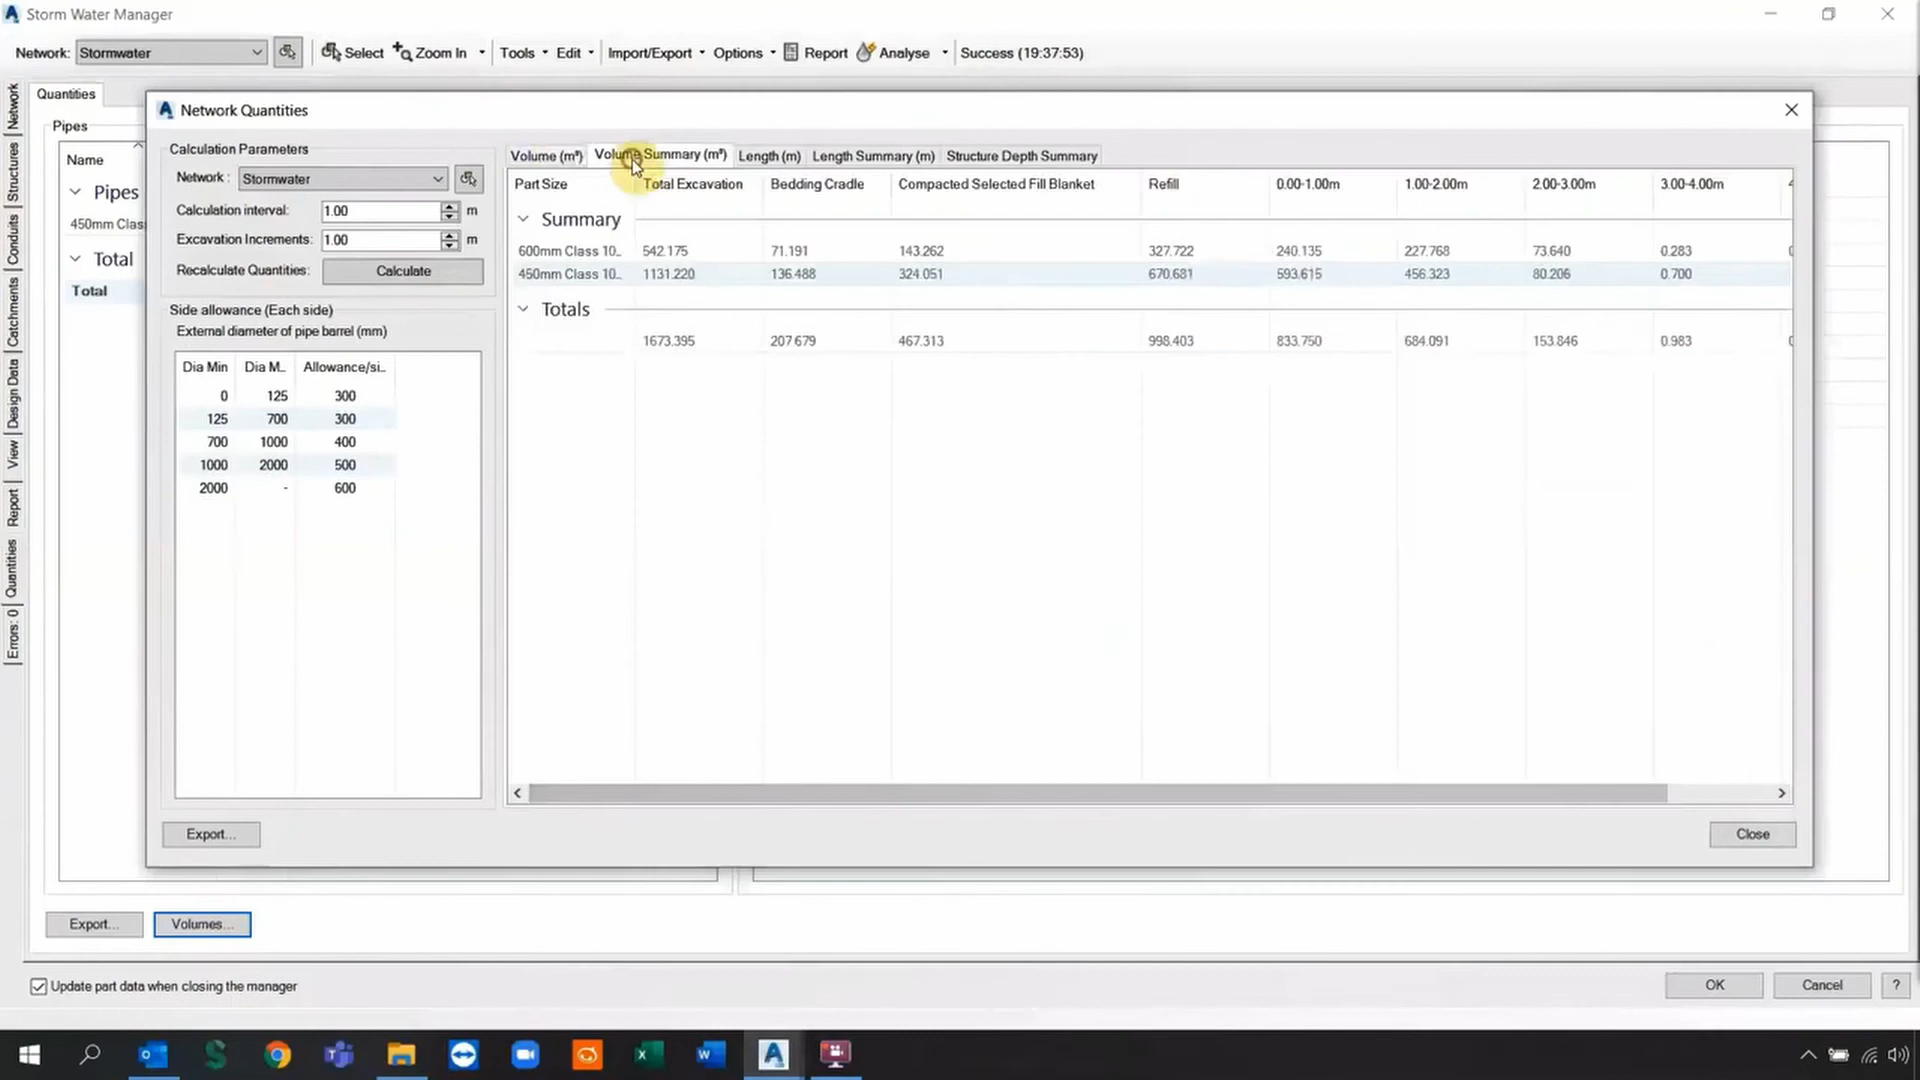 Storm Water Manager
Network: Stormwater Select Zoom In Tools Edit Import/Export Options Report Analyse Success (19:37:53)
Network
Structures
Conduits
Catchments
Design Data
View
Report
Quantities
Errors: 0
Quantities
Pipes
Name
Pipes
450mm Clas
Total
Total
Network Quantities
Calculation Parameters
Network : Stormwater
Calculation interval: 1.00 m
Excavation Increments: 1.00 m
Recalculate Quantities: Calculate
Side allowance (Each side)
External diameter of pipe barrel (mm)
Dia Min Dia M... Allowance/si...
0 125 300
125 700 300
700 1000 400
1000 2000 500
2000 - 600
Volume (m³) Volume Summary (m³) Length (m) Length Summary (m) Structure Depth Summary
Part Size Total Excavation Bedding Cradle Compacted Selected Fill Blanket Refill 0.00-1.00m 1.00-2.00m 2.00-3.00m 3.00-4.00m
Summary
600mm Class 10... 542.175 71.191 143.262 327.722 240.135 227.768 73.640 0.283
450mm Class 10... 1131.220 136.488 324.051 670.681 593.615 456.323 80.206 0.700
Totals
1673.395 207.679 467.313 998.403 833.750 684.091 153.846 0.983
Export... Close
Export... Volumes...
Update part data when closing the manager OK Cancel ?